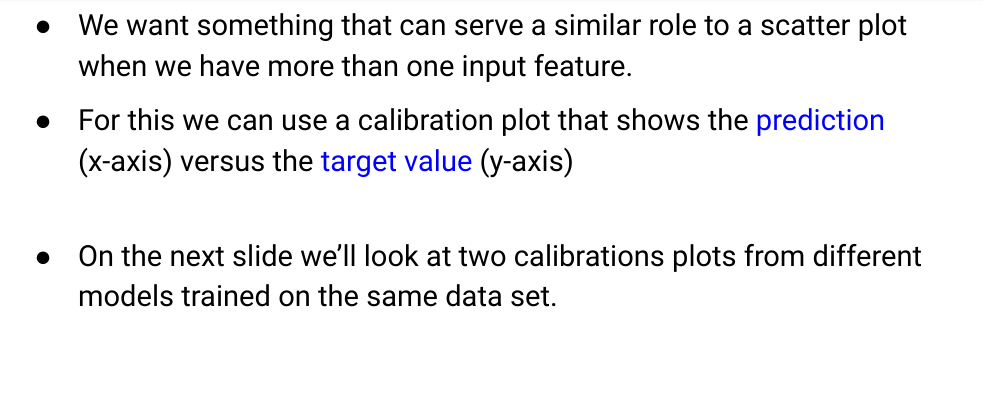 ● We want something that can serve a similar role to a scatter plot
when we have more than one input feature.
● For this we can use a calibration plot that shows the prediction
(x-axis) versus the target value (y-axis)
● On the next slide we’ll look at two calibrations plots from different
models trained on the same data set.